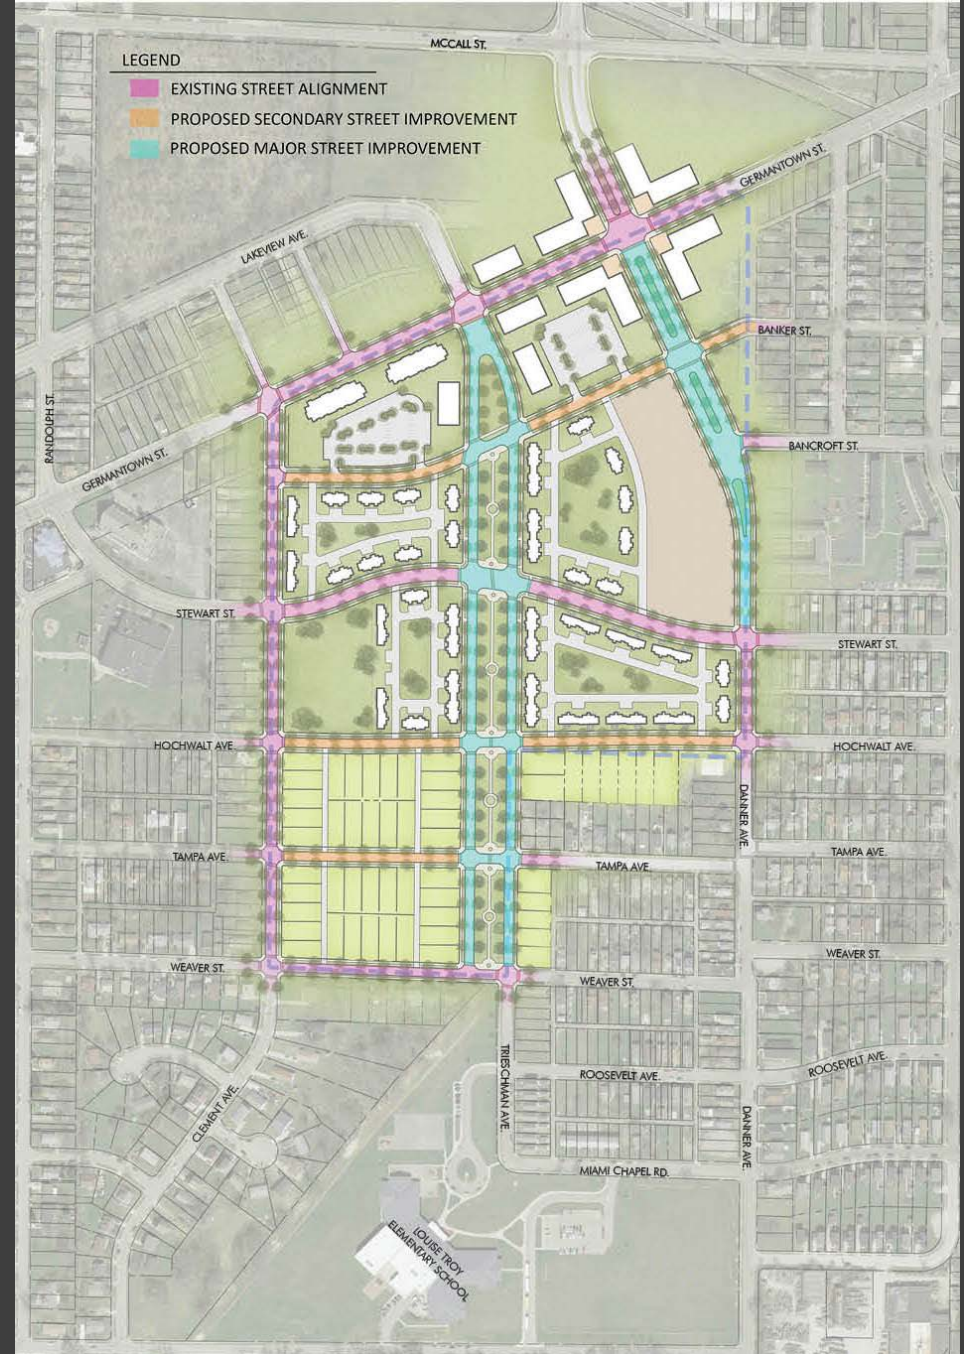 MCCALL ST.
LEGEND
EXISTING STREET ALIGNMENT
PROPOSED SECONDARY STREET IMPROVEMENT
PROPOSED MAJOR STREET IMPROVEMENT
GERMANTOWN ST.
LAKEVIEW AVE.
BANKER ST.
RANDOLPH ST.
BANCROFT ST.
GERMANTOWN ST.
STEWART ST.
STEWART ST.
HOCHWALT AVE.
HOCHWALT AVE.
DANNER AVE.
TAMPA AVE.
TAMPA AVE.
TAMPA AVE.
WEAVER ST.
WEAVER ST.
WEAVER ST.
TRIESCHMAN AVE.
ROOSEVELT AVE.
ROOSEVELT AVE.
CLEMENT AVE.
DANNER AVE.
MIAMI CHAPEL RD.
LOUISE TROY
ELEMENTARY SCHOOL